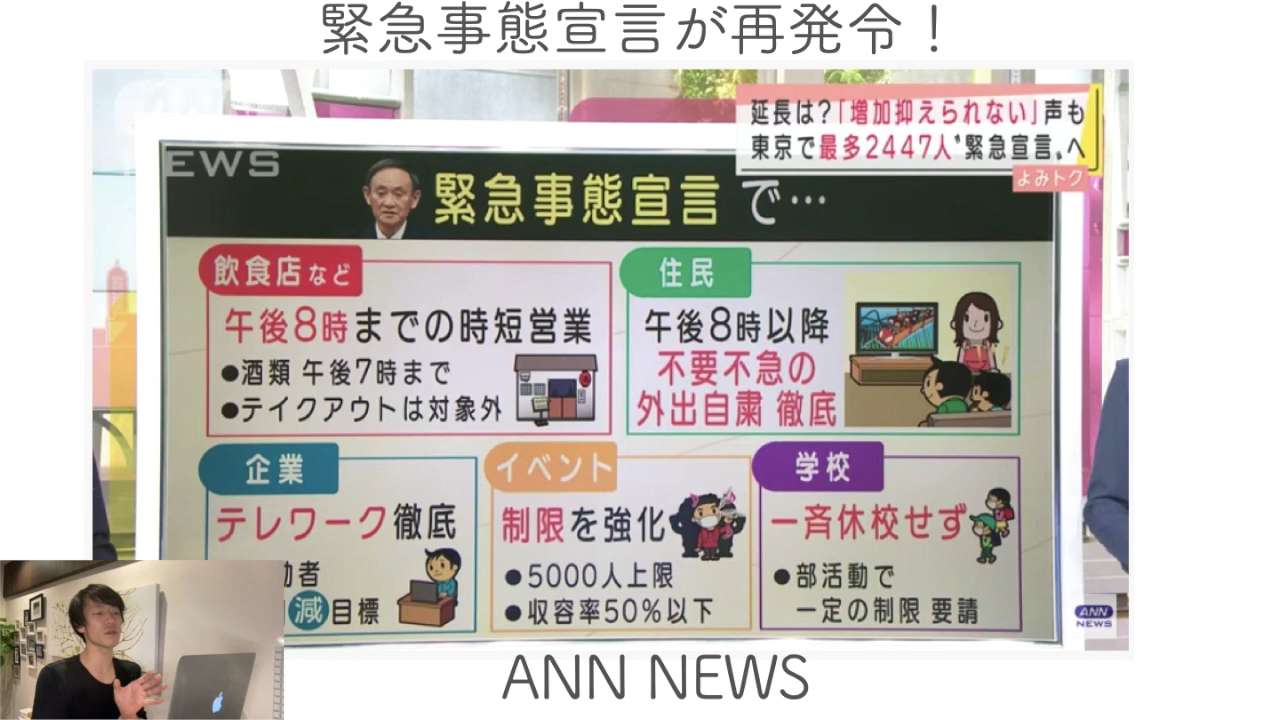 緊急事態宣言が再発令！
延長は？「増加抑えられない」声も
東京で最多2447人〝緊急宣言〟へ
よみトク
EWS
緊急事態宣言で…
飲食店など
午後8時までの時短営業
●酒類 午後7時まで
●テイクアウトは対象外
住民
午後8時以降
不要不急の
外出自粛 徹底
企業
テレワーク徹底
者
減目標
イベント
制限を強化
●5000人上限
●収容率50%以下
学校
一斉休校せず
●部活動で
一定の制限 要請
ANN
NEWS
ANN NEWS